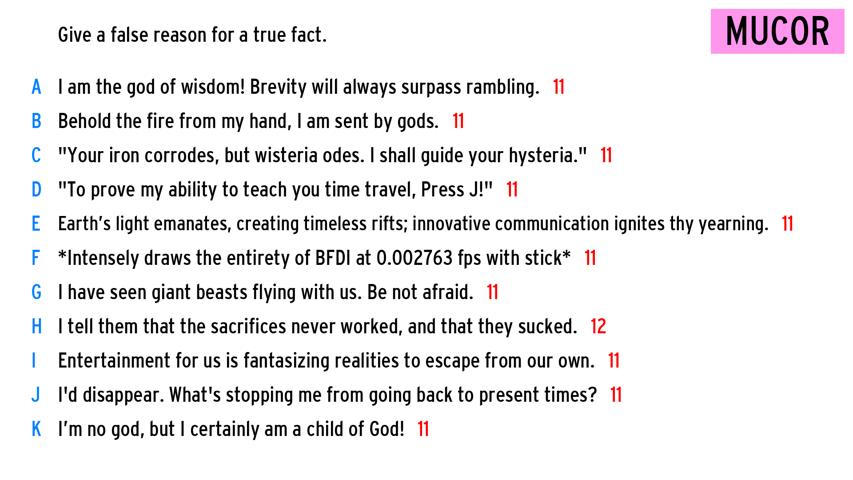 Give a false reason for a true fact.
MUCOR
A I am the god of wisdom! Brevity will always surpass rambling. 11
B Behold the fire from my hand, I am sent by gods. 11
C "Your iron corrodes, but wisteria odes. I shall guide your hysteria." 11
D "To prove my ability to teach you time travel, Press J!" 11
E Earth's light emanates, creating timeless rifts; innovative communication ignites thy yearning. 11
F *Intensely draws the entirety of BFDI at 0.002763 fps with stick* 11
G I have seen giant beasts flying with us. Be not afraid. 11
H I tell them that the sacrifices never worked, and that they sucked. 12
I Entertainment for us is fantasizing realities to escape from our own. 11
J I'd disappear. What's stopping me from going back to present times? 11
K I'm no god, but I certainly am a child of God! 11